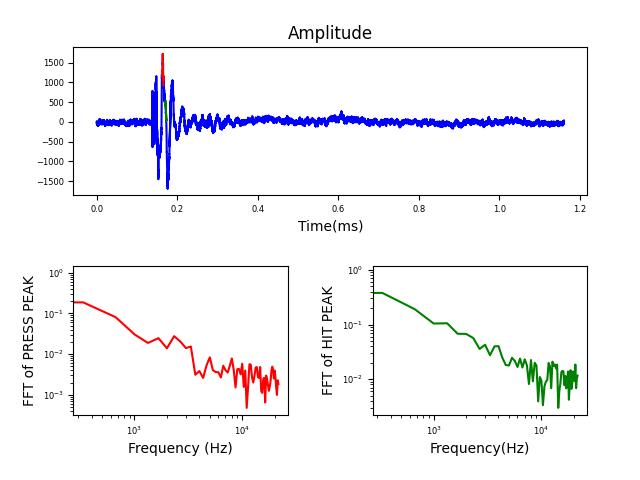 Amplitude
1500
1000
500
0
−500
−1000
−1500
0.0 0.2 0.4 0.6 0.8 1.0 1.2
Time(ms)
FFT of PRESS PEAK
10⁰
10⁻¹
10⁻²
10⁻³
10³ 10⁴
Frequency (Hz)
FFT of HIT PEAK
10⁰
10⁻¹
10⁻²
10³ 10⁴
Frequency(Hz)